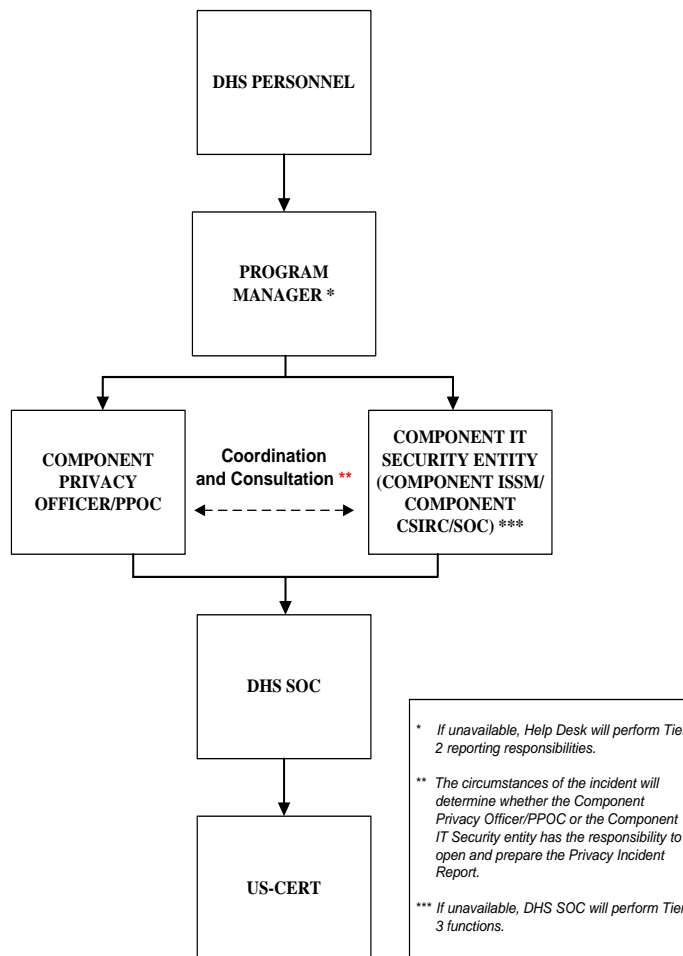 DHS PERSONNEL
PROGRAM
MANAGER *
COMPONENT
PRIVACY
OFFICER/PPOC
Coordination
and Consultation **
COMPONENT IT
SECURITY ENTITY
(COMPONENT ISSM/
COMPONENT
CSIRC/SOC) ***
DHS SOC
US-CERT
* If unavailable, Help Desk will perform Tier
2 reporting responsibilities.
** The circumstances of the incident will
determine whether the Component
Privacy Officer/PPOC or the Component
IT Security entity has the responsibility to
open and prepare the Privacy Incident
Report.
*** If unavailable, DHS SOC will perform Tier
3 functions.